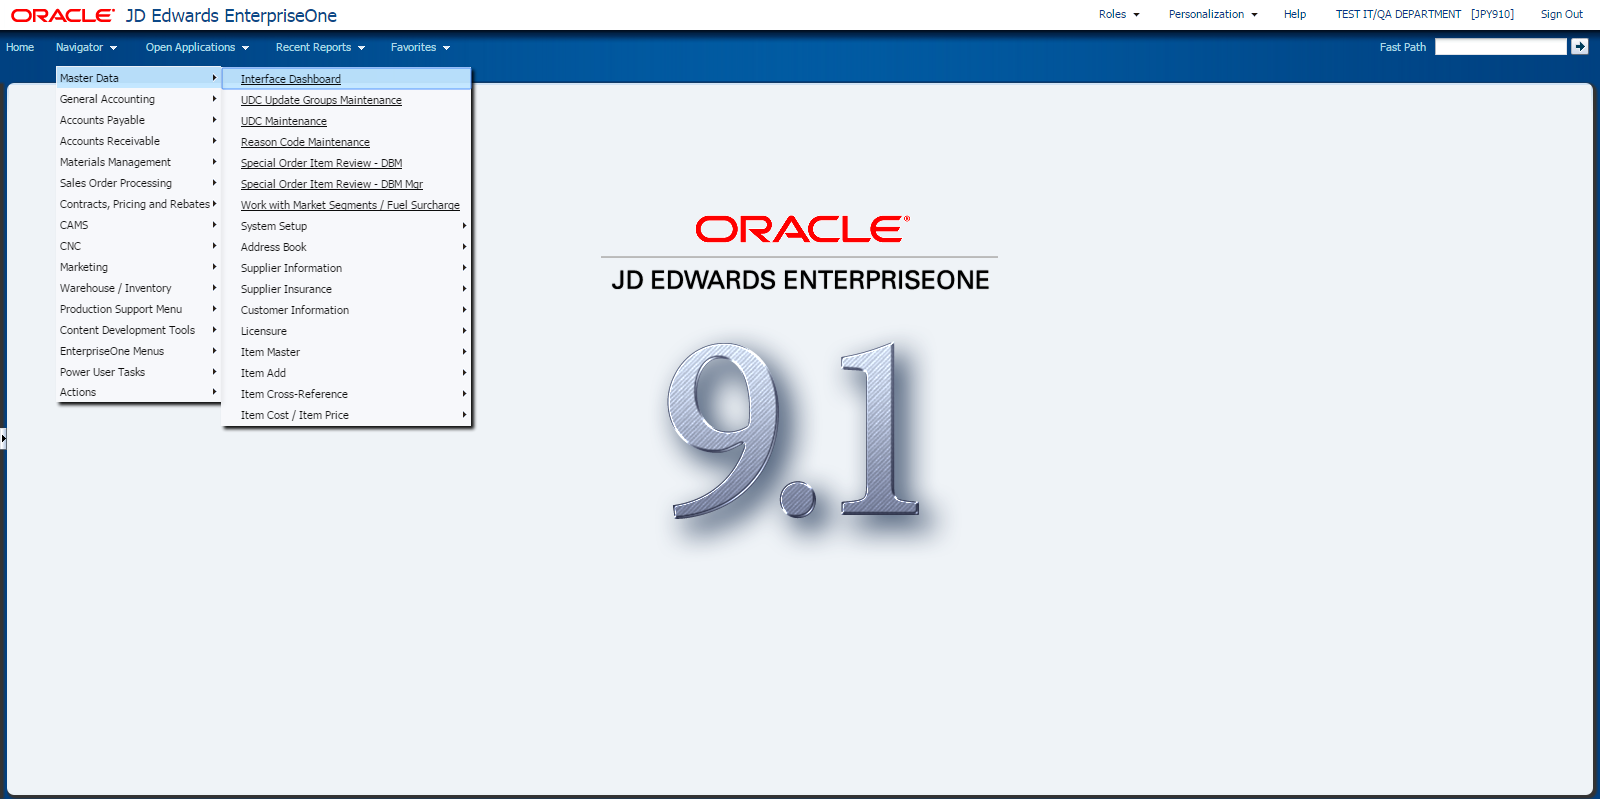 ORACLE® JD Edwards EnterpriseOne
Roles Personalization Help TEST IT/QA DEPARTMENT [JPY910] Sign Out
Home Navigator Open Applications Recent Reports Favorites Fast Path
Master Data
General Accounting
Accounts Payable
Accounts Receivable
Materials Management
Sales Order Processing
Contracts, Pricing and Rebates
CAMS
CNC
Marketing
Warehouse / Inventory
Production Support Menu
Content Development Tools
EnterpriseOne Menus
Power User Tasks
Actions
Interface Dashboard
UDC Update Groups Maintenance
UDC Maintenance
Reason Code Maintenance
Special Order Item Review - DBM
Special Order Item Review - DBM Mgr
Work with Market Segments / Fuel Surcharge
System Setup
Address Book
Supplier Information
Supplier Insurance
Customer Information
Licensure
Item Master
Item Add
Item Cross-Reference
Item Cost / Item Price
ORACLE®
JD EDWARDS ENTERPRISEONE
9.1